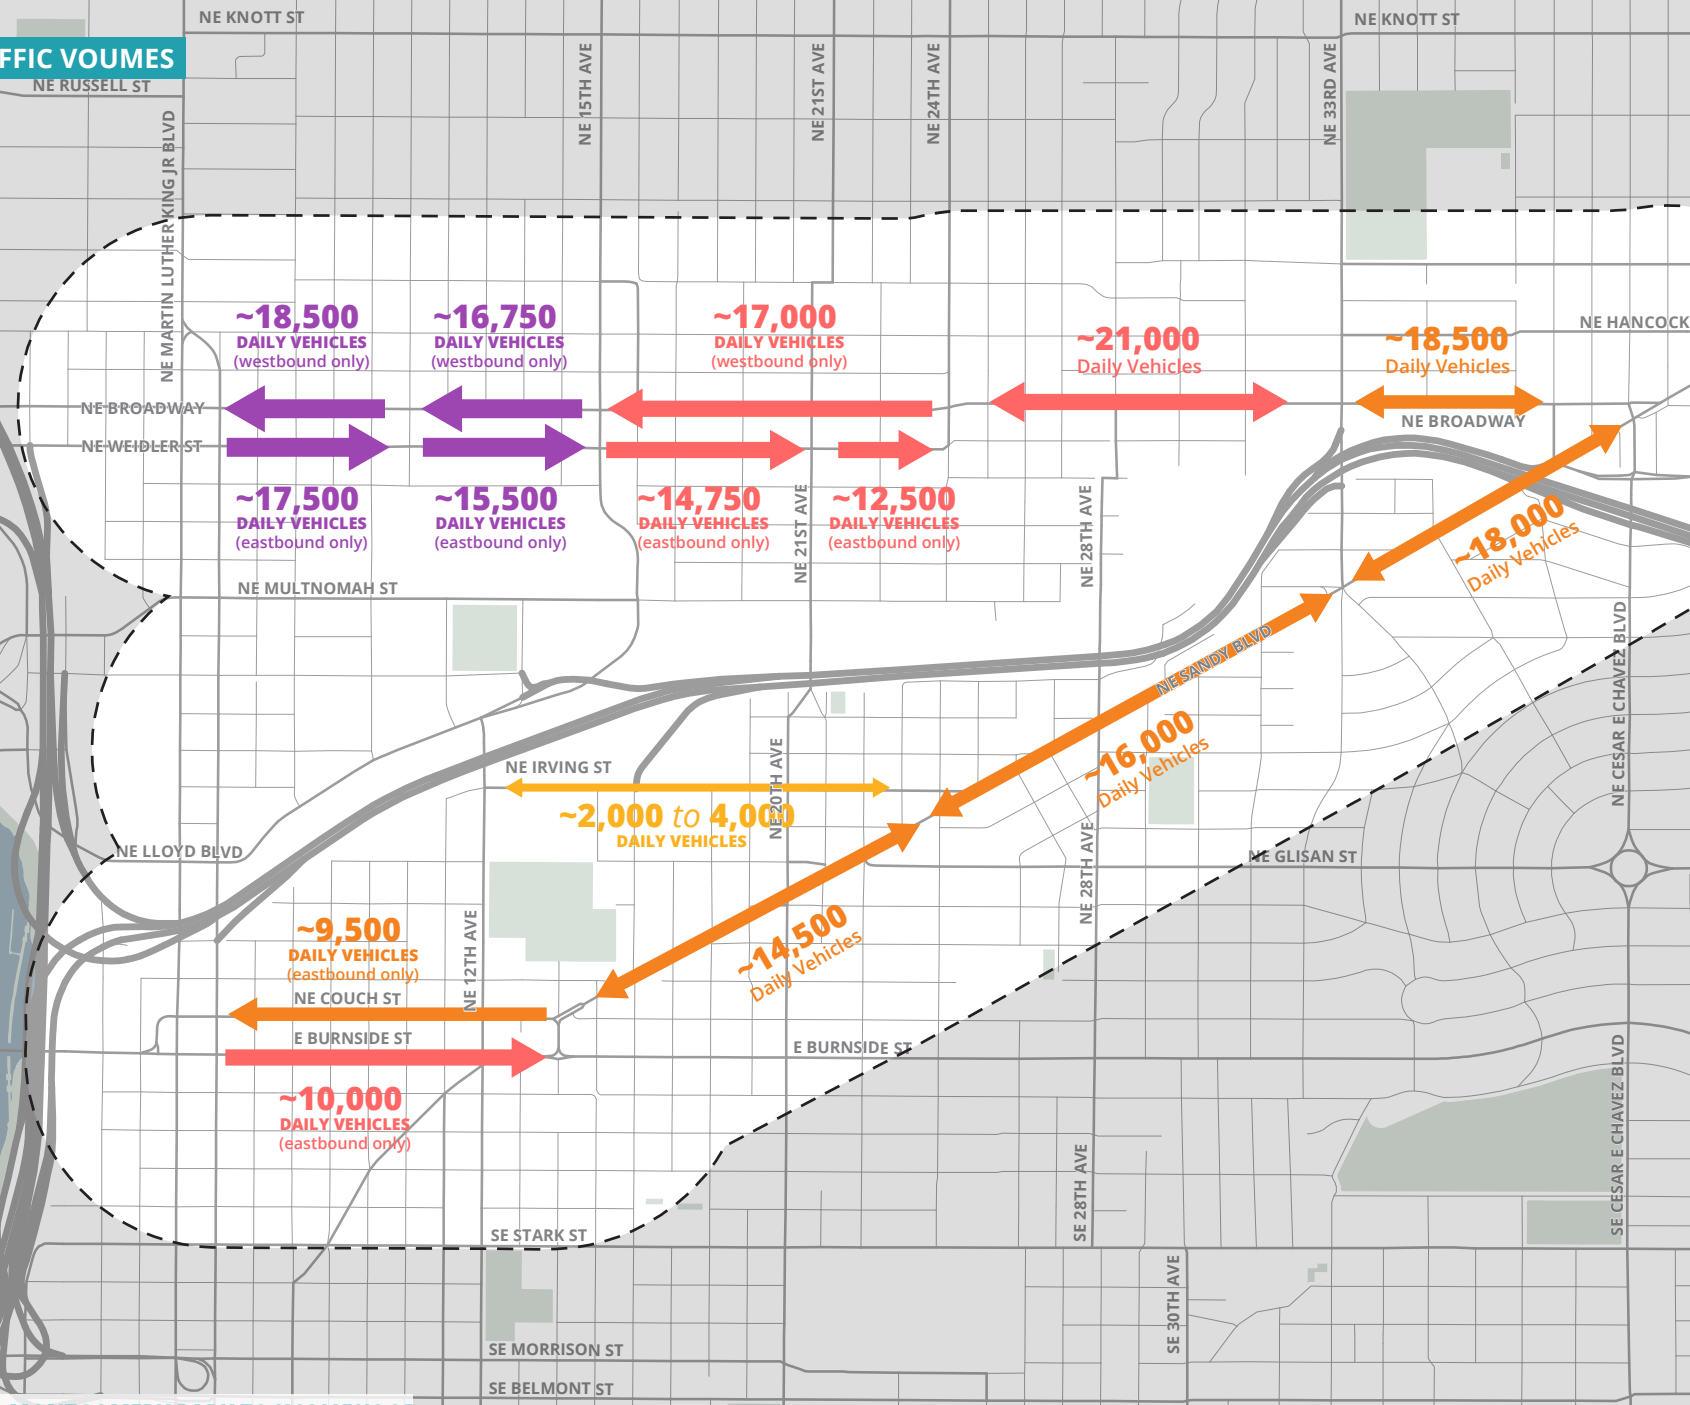 NE KNOTT ST
NE KNOTT ST
FFIC VOUMES
NE RUSSELL ST
NE MARTIN LUTHER KING JR BLVD
NE 15TH AVE
NE 21ST AVE
NE 24TH AVE
NE 33RD AVE
~18,500
DAILY VEHICLES
(westbound only)
~16,750
DAILY VEHICLES
(westbound only)
~17,000
DAILY VEHICLES
(westbound only)
~21,000
Daily Vehicles
~18,500
Daily Vehicles
NE HANCOCK
NE BROADWAY
NE BROADWAY
NE WEIDLER ST
~17,500
DAILY VEHICLES
(eastbound only)
~15,500
DAILY VEHICLES
(eastbound only)
~14,750
DAILY VEHICLES
(eastbound only)
~12,500
DAILY VEHICLES
(eastbound only)
NE 21ST AVE
NE 28TH AVE
~18,000
Daily Vehicles
NE MULTNOMAH ST
NE SANDY BLVD
NE CESAR E CHAVEZ BLVD
~16,000
Daily Vehicles
NE IRVING ST
NE 20TH AVE
~2,000 to 4,000
DAILY VEHICLES
NE LLOYD BLVD
NE 28TH AVE
NE GLISAN ST
~14,500
Daily Vehicles
~9,500
DAILY VEHICLES
(eastbound only)
NE 12TH AVE
NE COUCH ST
E BURNSIDE ST
E BURNSIDE ST
~10,000
DAILY VEHICLES
(eastbound only)
SE 28TH AVE
SE CESAR E CHAVEZ BLVD
SE STARK ST
SE 30TH AVE
SE MORRISON ST
SE BELMONT ST